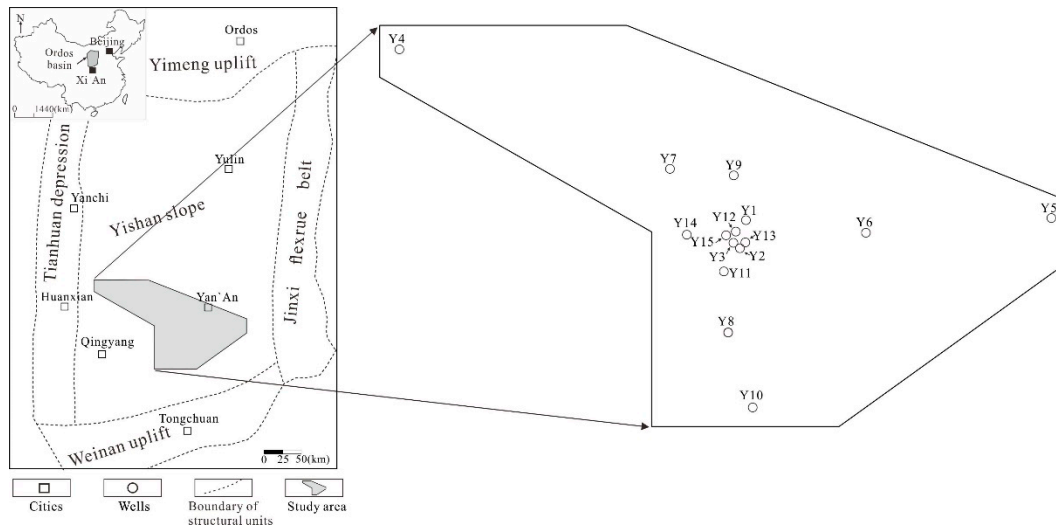 N
Beijing
Ordos
basin
Xi An
0 1440(km)
Ordos
Yimeng uplift
Yulin
Tianhuan depression
Yanchi
Yishan slope
Jinxi flexrue belt
Huanxian
Yan`An
Qingyang
Tongchuan
Weinan uplift
0 25 50(km)
Cities
Wells
Boundary of
structural units
Study area
Y4
Y7
Y9
Y5
Y1
Y12
Y6
Y14
Y13
Y15
Y3
Y2
Y11
Y8
Y10